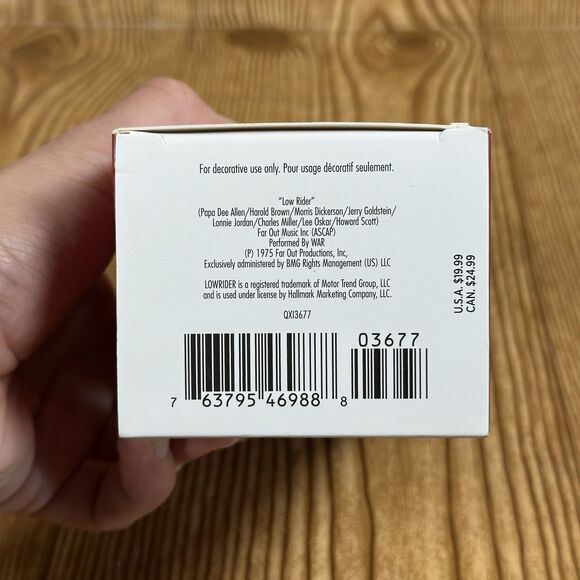 For decorative use only. Pour usage décoratif seulement.
"Low Rider"
(Papa Dee Allen/Harold Brown/Morris Dickerson/Jerry Goldstein/
Lonnie Jordan/Charles Miller/Lee Oskar/Howard Scott)
Far Out Music Inc (ASCAP)
Performed By WAR
(P) 1975 Far Out Productions, Inc,
Exclusively administered by BMG Rights Management (US) LLC
LOWRIDER is a registered trademark of Motor Trend Group, LLC
and is used under license by Hallmark Marketing Company, LLC.
QXI3677
03677
7 63795 46988 8
U.S.A. $19.99
CAN. $24.99